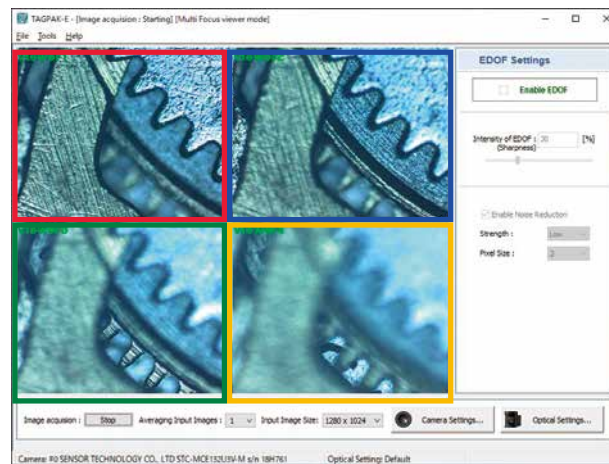 TAGPAK-E - [Image acquision : Starting] [Multi Focus viewer mode]
File Tools Help
EDOF Settings
Enable EDOF
Intensity of EDOF : 20 [%]
(Sharpness)
Enable Noise Reduction
Strength : Low
Pixel Size : 2
Image acquision : Stop Averaging Input Images : 1 Input Image Size: 1280 x 1024 Camera Settings... Optical Settings...
SENSOR TECHNOLOGY CO., LTD STC-MCE132U3V-M s/n 18H761 Optical Setting: Default